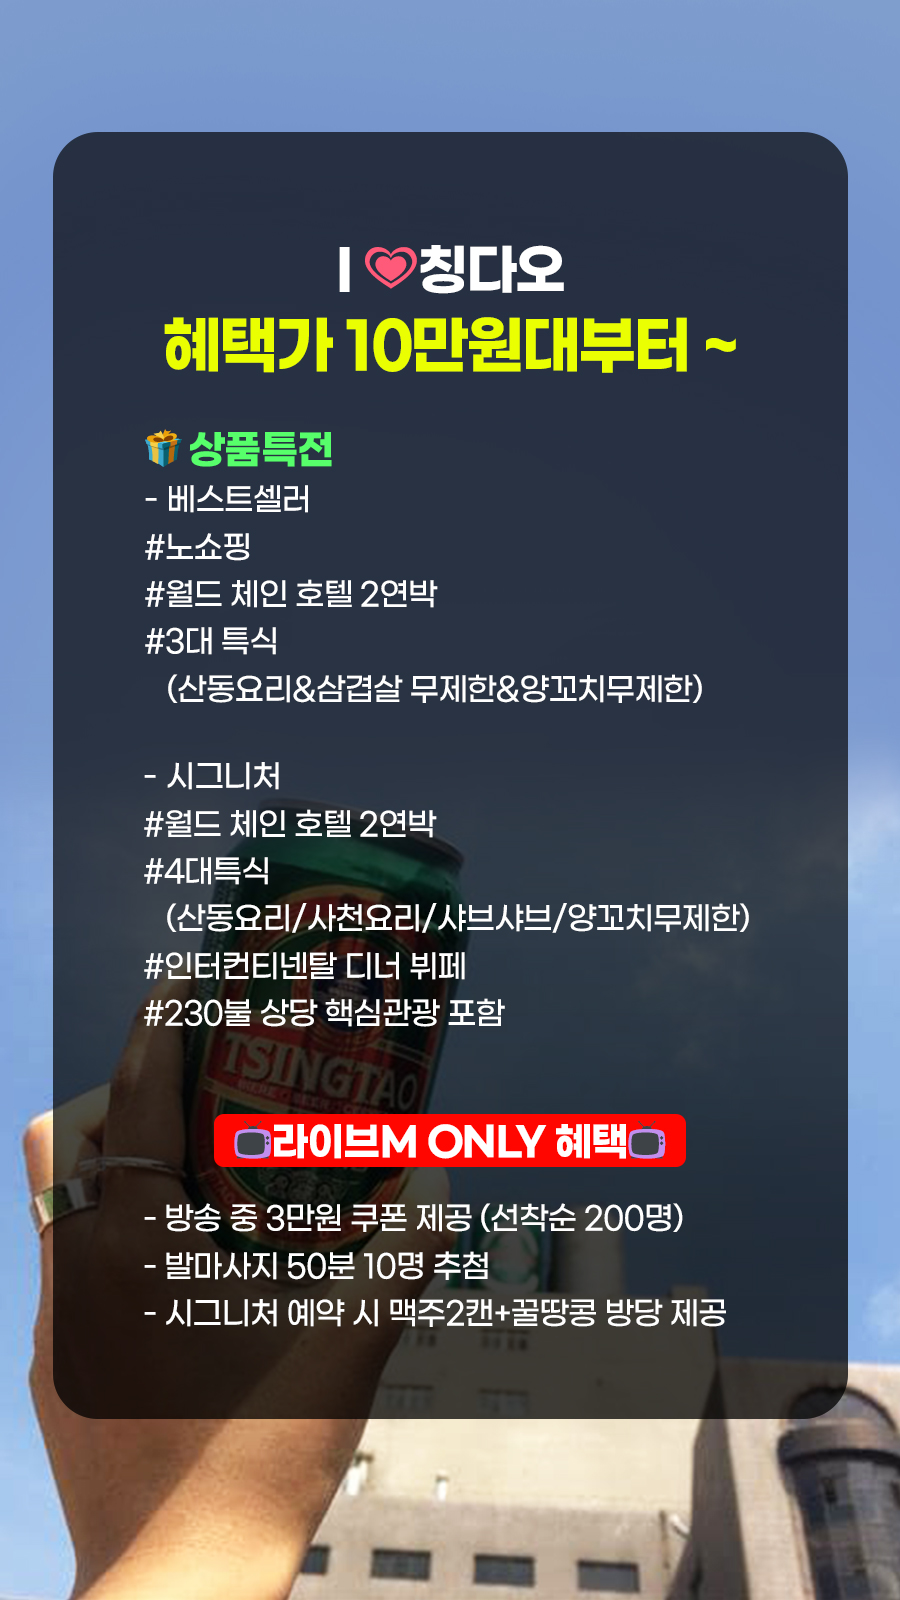 I 💗칭다오
혜택가 10만원대부터 ~
🎁 상품특전
- 베스트셀러
#노쇼핑
#월드 체인 호텔 2연박
#3대 특식
(산동요리&삼겹살 무제한&양꼬치무제한)
- 시그니처
#월드 체인 호텔 2연박
#4대특식
(산동요리/사천요리/샤브샤브/양꼬치무제한)
#인터컨티넨탈 디너 뷔페
#230불 상당 핵심관광 포함
TSINGTAO
📺라이브M ONLY 혜택📺
- 방송 중 3만원 쿠폰 제공 (선착순 200명)
- 발마사지 50분 10명 추첨
- 시그니처 예약 시 맥주2캔+꿀땅콩 방당 제공